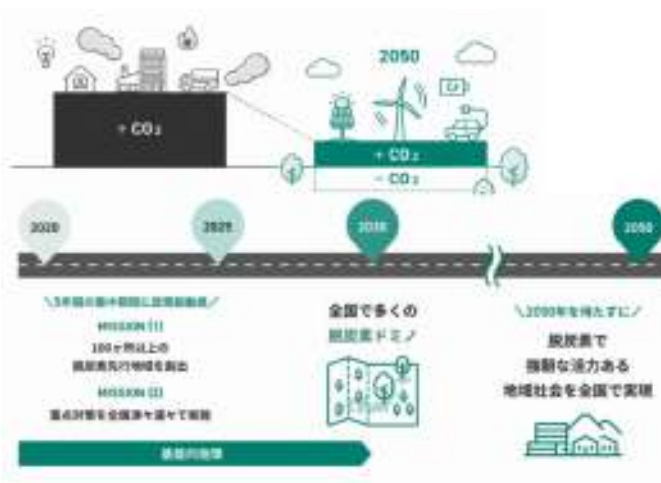 2050
+ CO2
+ CO2
- CO2
2020
2025
2030
2050
＼5年間の集中期間に政策総動員／
MISSION (1)
100ヶ所以上の
脱炭素先行地域を創出
MISSION (2)
重点対策を全国津々浦々で実施
基盤的施策
全国で多くの
脱炭素ドミノ
＼2050年を待たずに／
脱炭素で
強靭な活力ある
地域社会を全国で実現